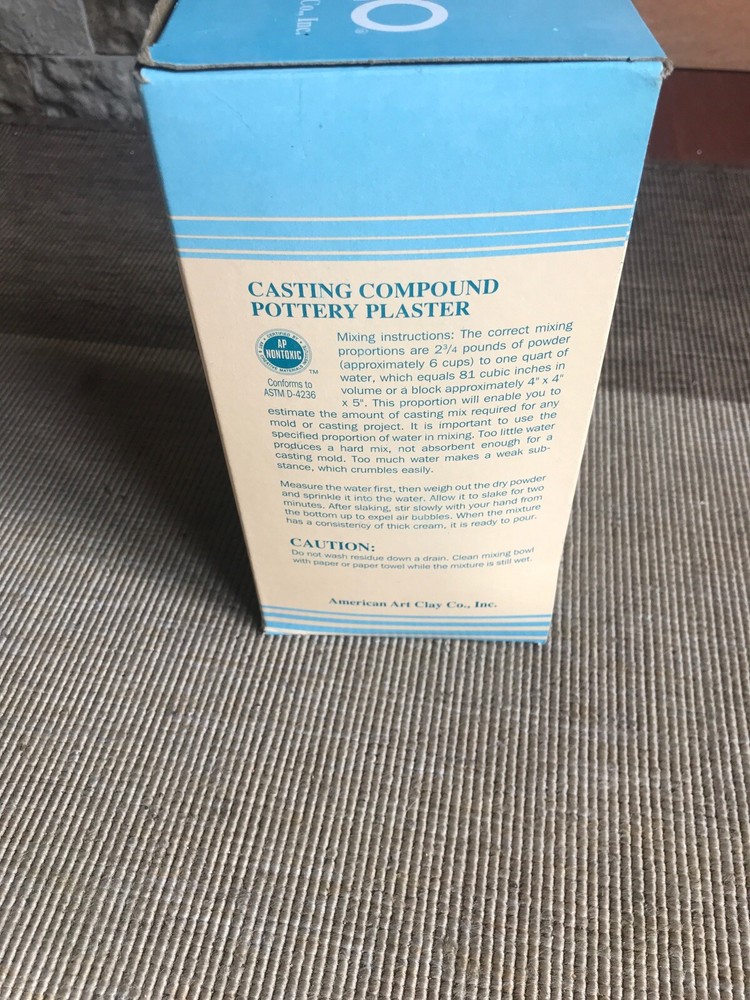 Co., Inc.
O®
CASTING COMPOUND
POTTERY PLASTER
CERTIFIED BY
AP
NONTOXIC
TM
Conforms to
ASTM D-4236
Mixing instructions: The correct mixing
proportions are 2 3/4 pounds of powder
(approximately 6 cups) to one quart of
water, which equals 81 cubic inches in
volume or a block approximately 4" x 4"
x 5". This proportion will enable you to
estimate the amount of casting mix required for any
mold or casting project. It is important to use the
specified proportion of water in mixing. Too little water
produces a hard mix, not absorbent enough for a
casting mold. Too much water makes a weak sub-
stance, which crumbles easily.
Measure the water first, then weigh out the dry powder
and sprinkle it into the water. Allow it to slake for two
minutes. After slaking, stir slowly with your hand from
the bottom up to expel air bubbles. When the mixture
has a consistency of thick cream, it is ready to pour.
CAUTION:
Do not wash residue down a drain. Clean mixing bowl
with paper or paper towel while the mixture is still wet.
American Art Clay Co., Inc.